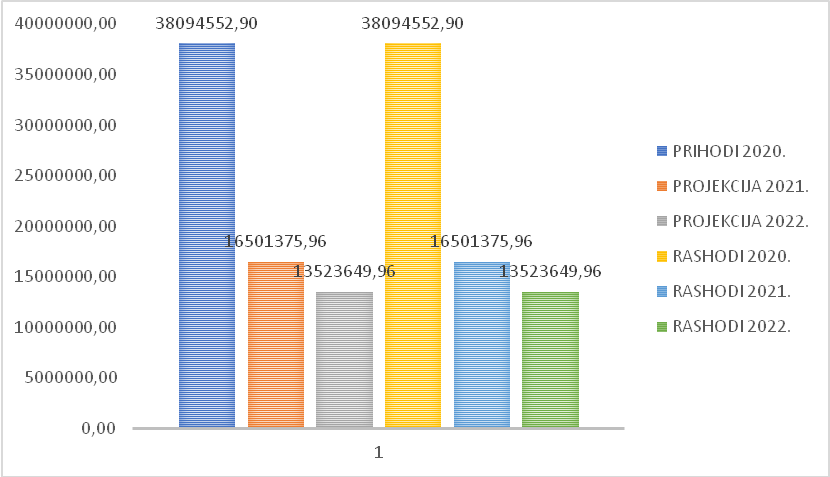 40000000,00
35000000,00
30000000,00
25000000,00
20000000,00
15000000,00
10000000,00
5000000,00
0,00
38094552,90
16501375,96
13523649,96
38094552,90
16501375,96
13523649,96
1
PRIHODI 2020.
PROJEKCIJA 2021.
PROJEKCIJA 2022.
RASHODI 2020.
RASHODI 2021.
RASHODI 2022.